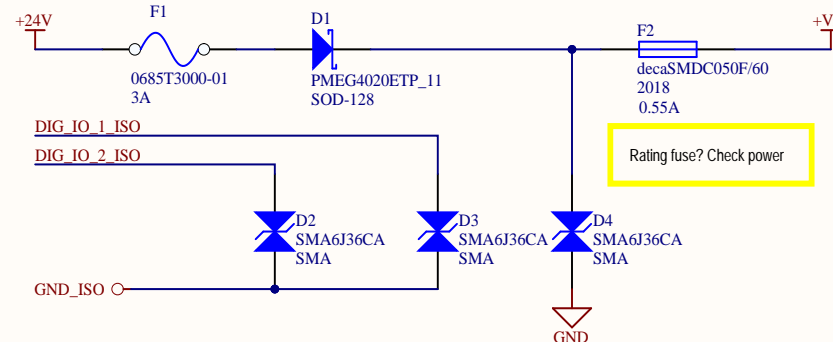 +24V
F1
0685T3000-01
3A
D1
PMEG4020ETP_11
SOD-128
F2
decaSMDC050F/60
2018
0.55A
+V
Rating fuse? Check power
DIG_IO_1_ISO
DIG_IO_2_ISO
D2
SMA6J36CA
SMA
D3
SMA6J36CA
SMA
D4
SMA6J36CA
SMA
GND_ISO
GND